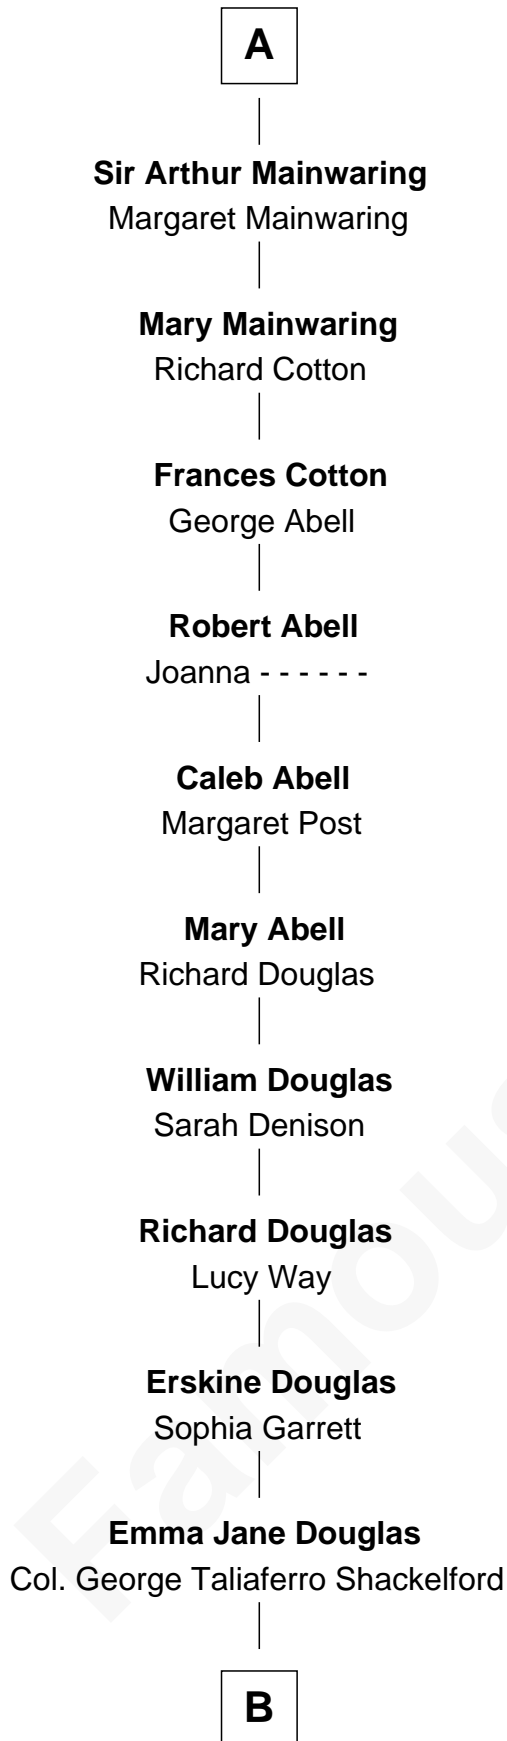 A
Sir Arthur Mainwaring
Margaret Mainwaring
Mary Mainwaring
Richard Cotton
Frances Cotton
George Abell
Robert Abell
Joanna - - - - - -
Caleb Abell
Margaret Post
Mary Abell
Richard Douglas
William Douglas
Sarah Denison
Richard Douglas
Lucy Way
Erskine Douglas
Sophia Garrett
Emma Jane Douglas
Col. George Taliaferro Shackelford
B